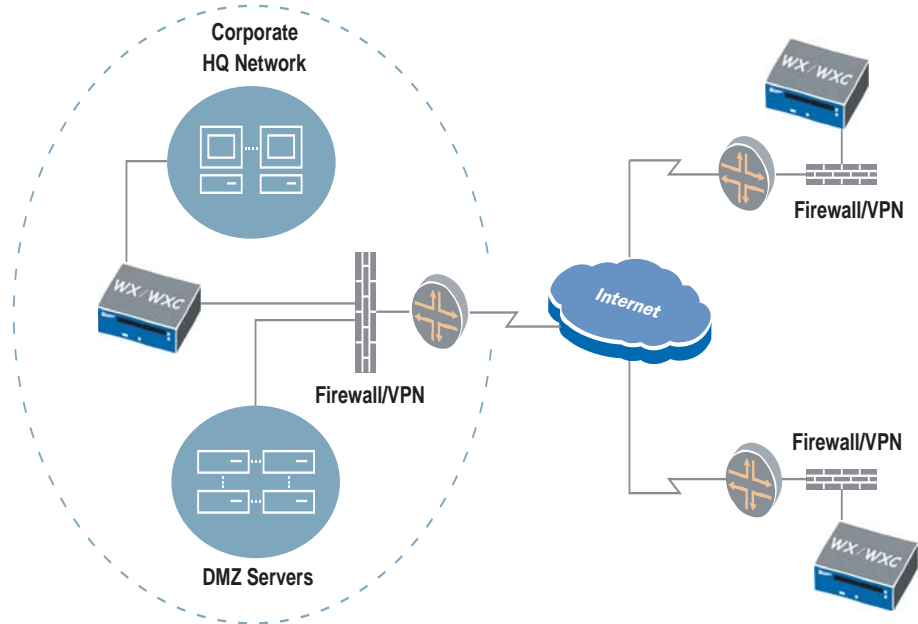 Corporate
HQ Network
WX/WXC
Firewall/VPN
WX/WXC
Firewall/VPN
Internet
DMZ Servers
Firewall/VPN
WX/WXC